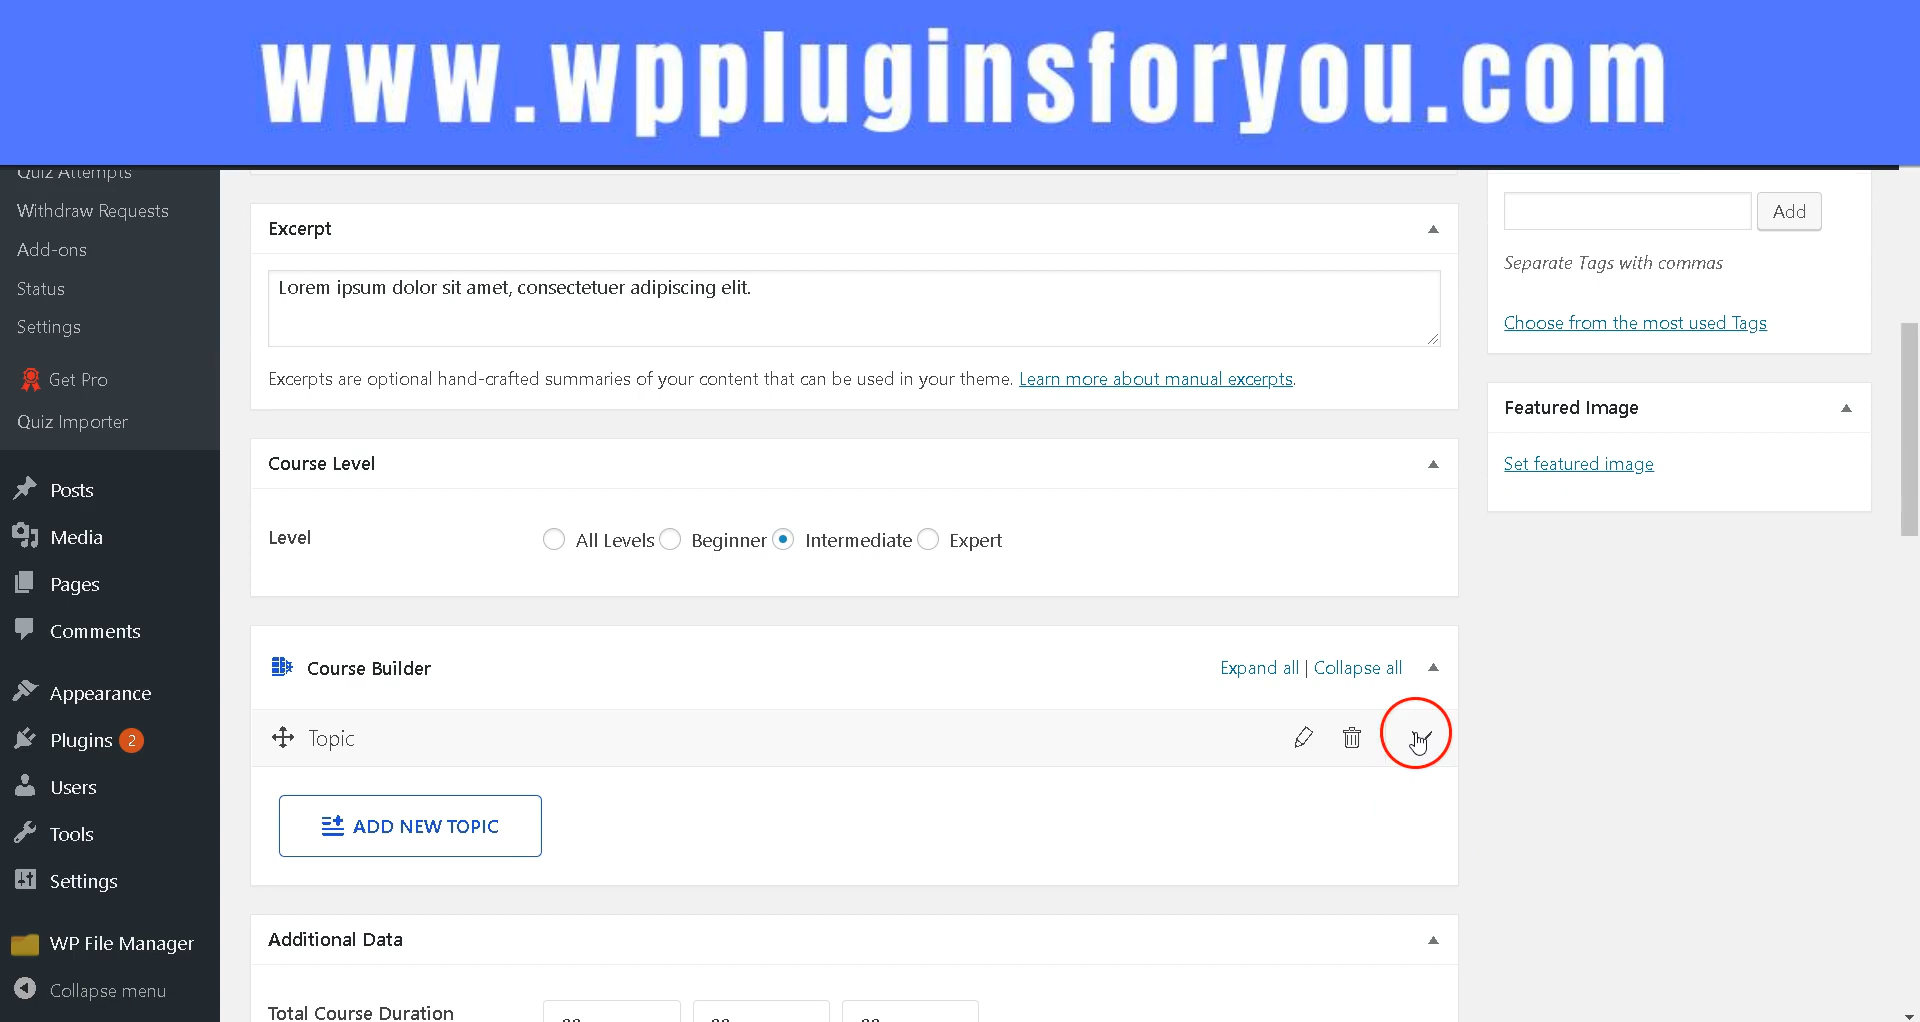 www.wppluginsforyou.com
Quiz Attempts
Withdraw Requests
Add-ons
Status
Settings
Get Pro
Quiz Importer
Posts
Media
Pages
Comments
Appearance
Plugins 2
Users
Tools
Settings
WP File Manager
Collapse menu
Excerpt
Lorem ipsum dolor sit amet, consectetuer adipiscing elit.
Excerpts are optional hand-crafted summaries of your content that can be used in your theme. Learn more about manual excerpts.
Course Level
Level All Levels Beginner Intermediate Expert
Course Builder Expand all | Collapse all
Topic
ADD NEW TOPIC
Additional Data
Total Course Duration
Add
Separate Tags with commas
Choose from the most used Tags
Featured Image
Set featured image